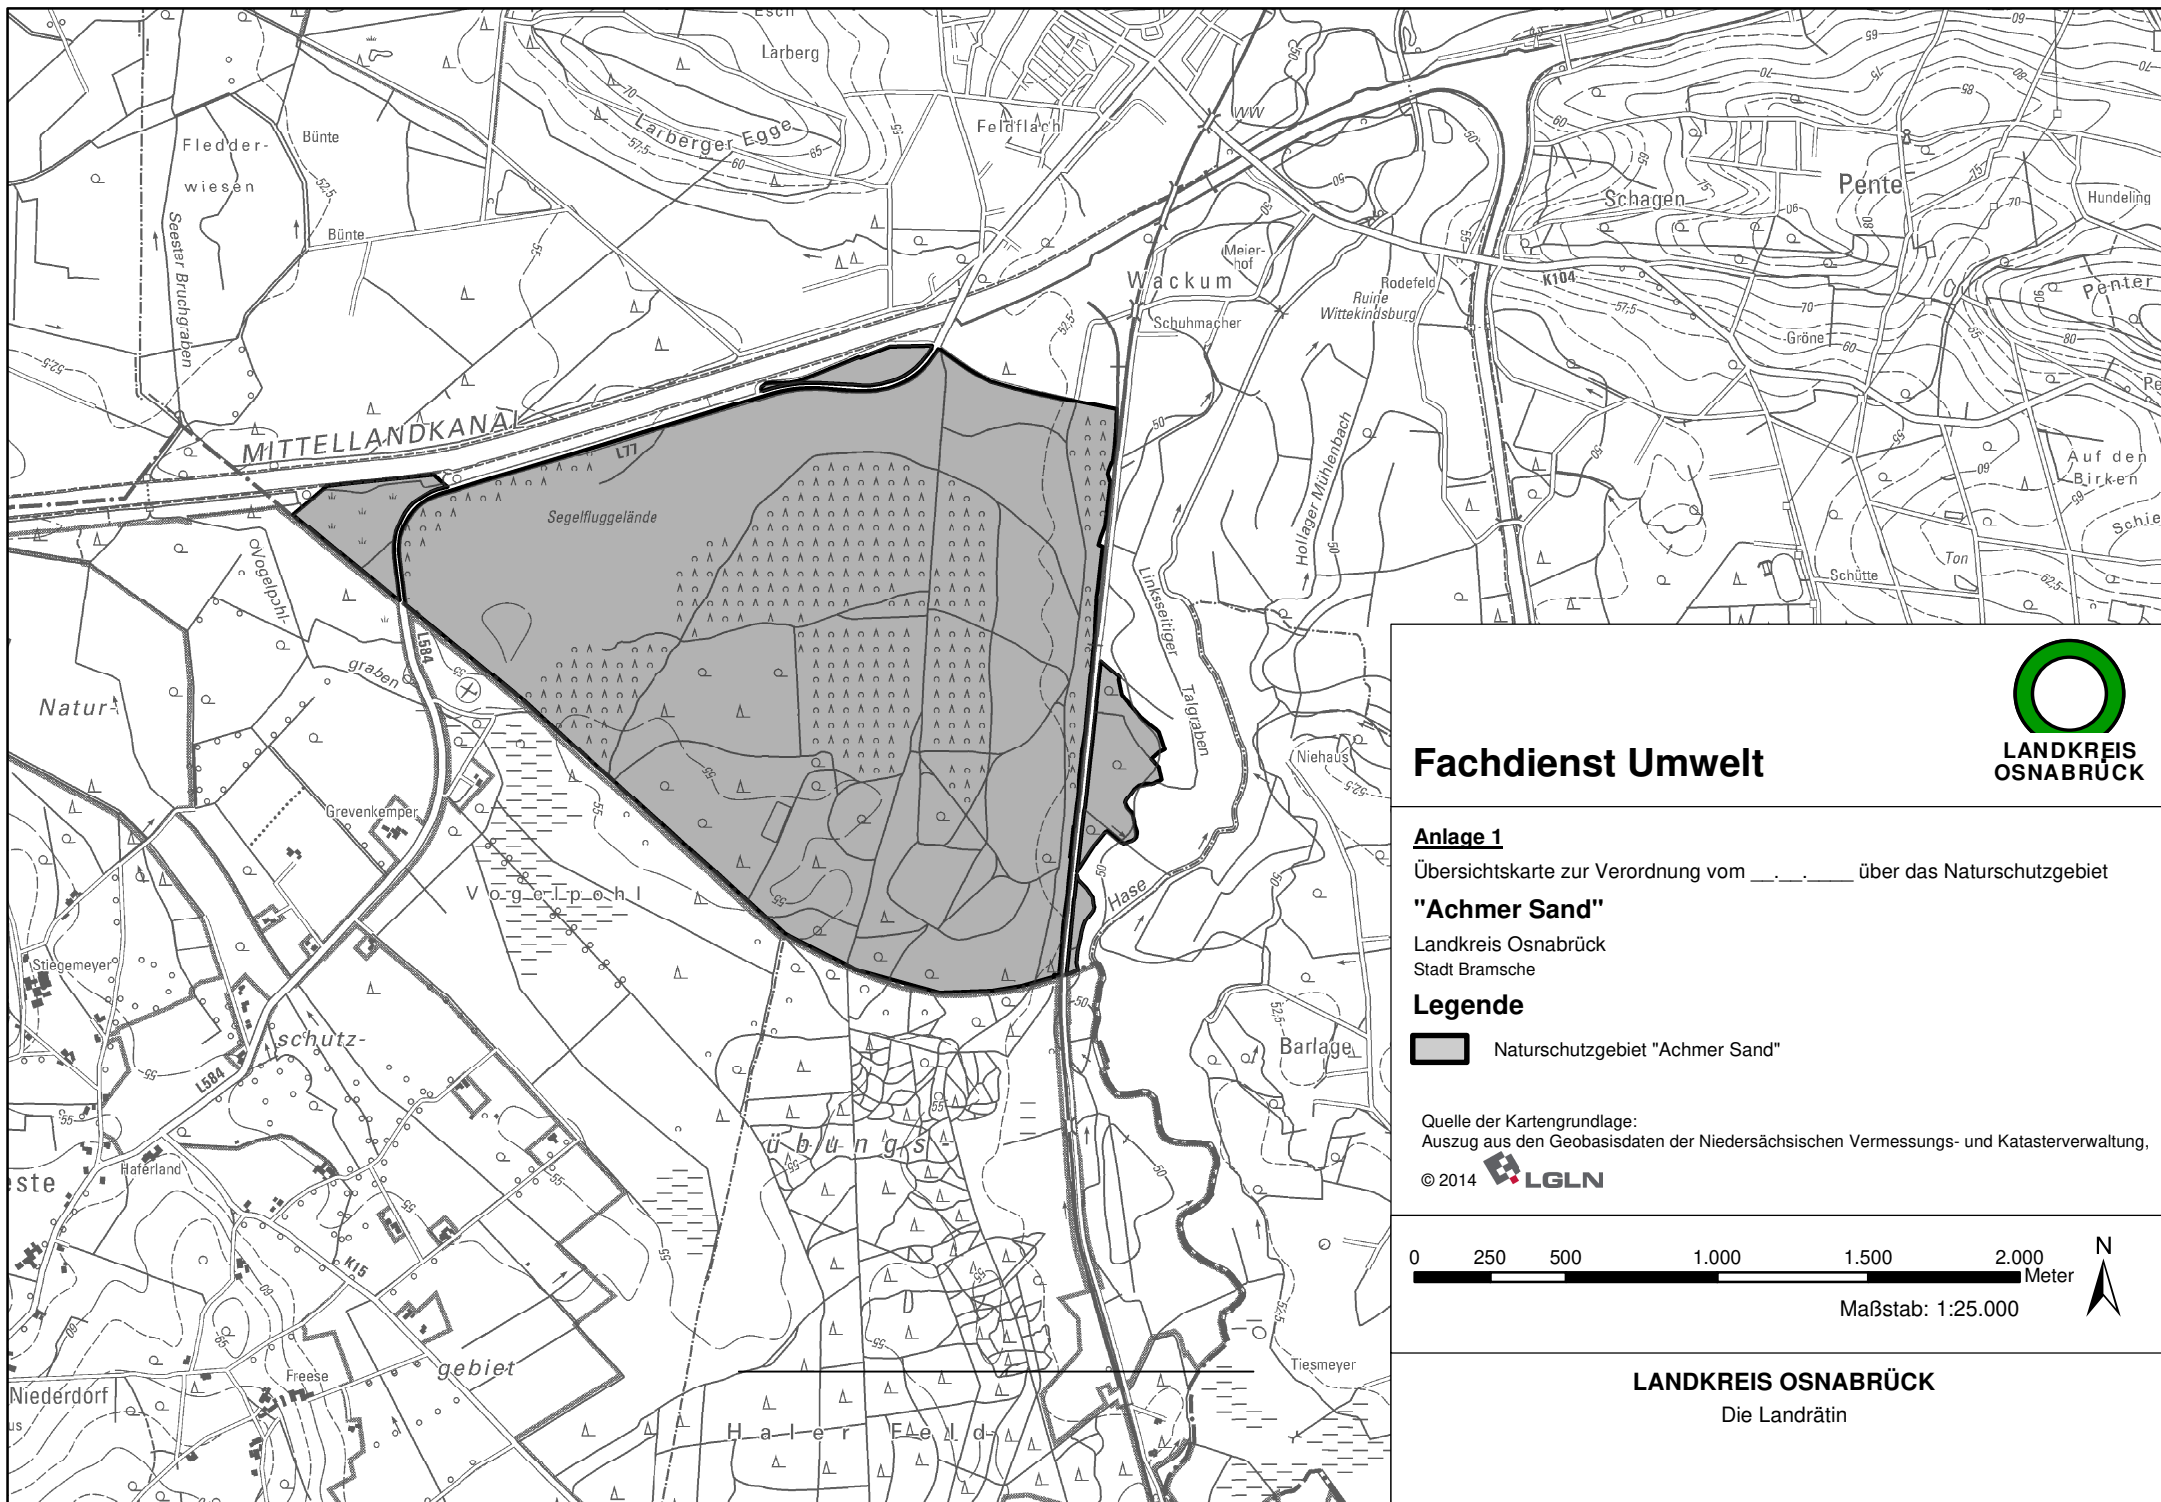 Esch
Larberg
Larberger Egge
Feldflach
WW
Fledder-
wiesen
Bünte
Bünte
Seester Bruchgraben
Schagen
Pente
Hundeling
Penter
K104
Gröne
Wackum
Meier-
hof
Rodefeld
Ruine
Wittekindsburg
Schuhmacher
MITTELLANDKANAL
L77
Segelfluggelände
Hollager Mühlenbach
Auf den
Birken
Schie
Ton
Schütte
Vogelpohl-
graben
L584
Linksseitiger
Talgraben
Natur-
Niehaus
Grevenkemper
Vogelpohl
Hase
Stiegemeyer
schutz-
L584
Barlage
übungs-
Haferland
este
K15
Freese
gebiet
Niederdorf
us
Tiesmeyer
Haler Feld
Fachdienst Umwelt
LANDKREIS
OSNABRÜCK
Anlage 1
Übersichtskarte zur Verordnung vom __.__.____ über das Naturschutzgebiet
"Achmer Sand"
Landkreis Osnabrück
Stadt Bramsche
Legende
Naturschutzgebiet "Achmer Sand"
Quelle der Kartengrundlage:
Auszug aus den Geobasisdaten der Niedersächsischen Vermessungs- und Katasterverwaltung,
© 2014 LGLN
0 250 500 1.000 1.500 2.000
Meter
N
Maßstab: 1:25.000
LANDKREIS OSNABRÜCK
Die Landrätin